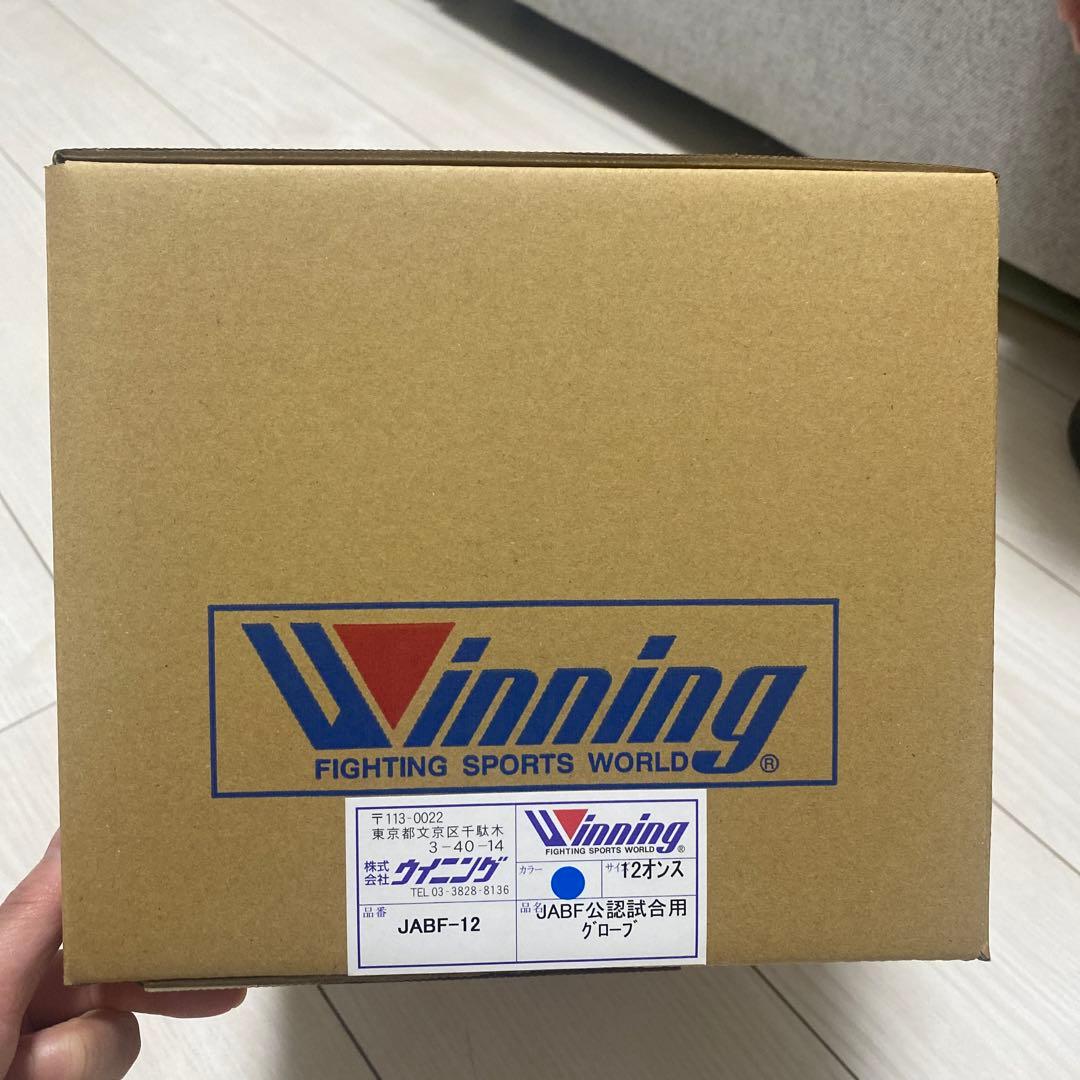 Winning
FIGHTING SPORTS WORLD®
〒113-0022
東京都文京区千駄木
3-40-14
株式会社 ウイニング
TEL 03-3828-8136
品番
JABF-12
Winning
FIGHTING SPORTS WORLD®
カラー
サイズ 12オンス
品名 JABF公認試合用
グローブ